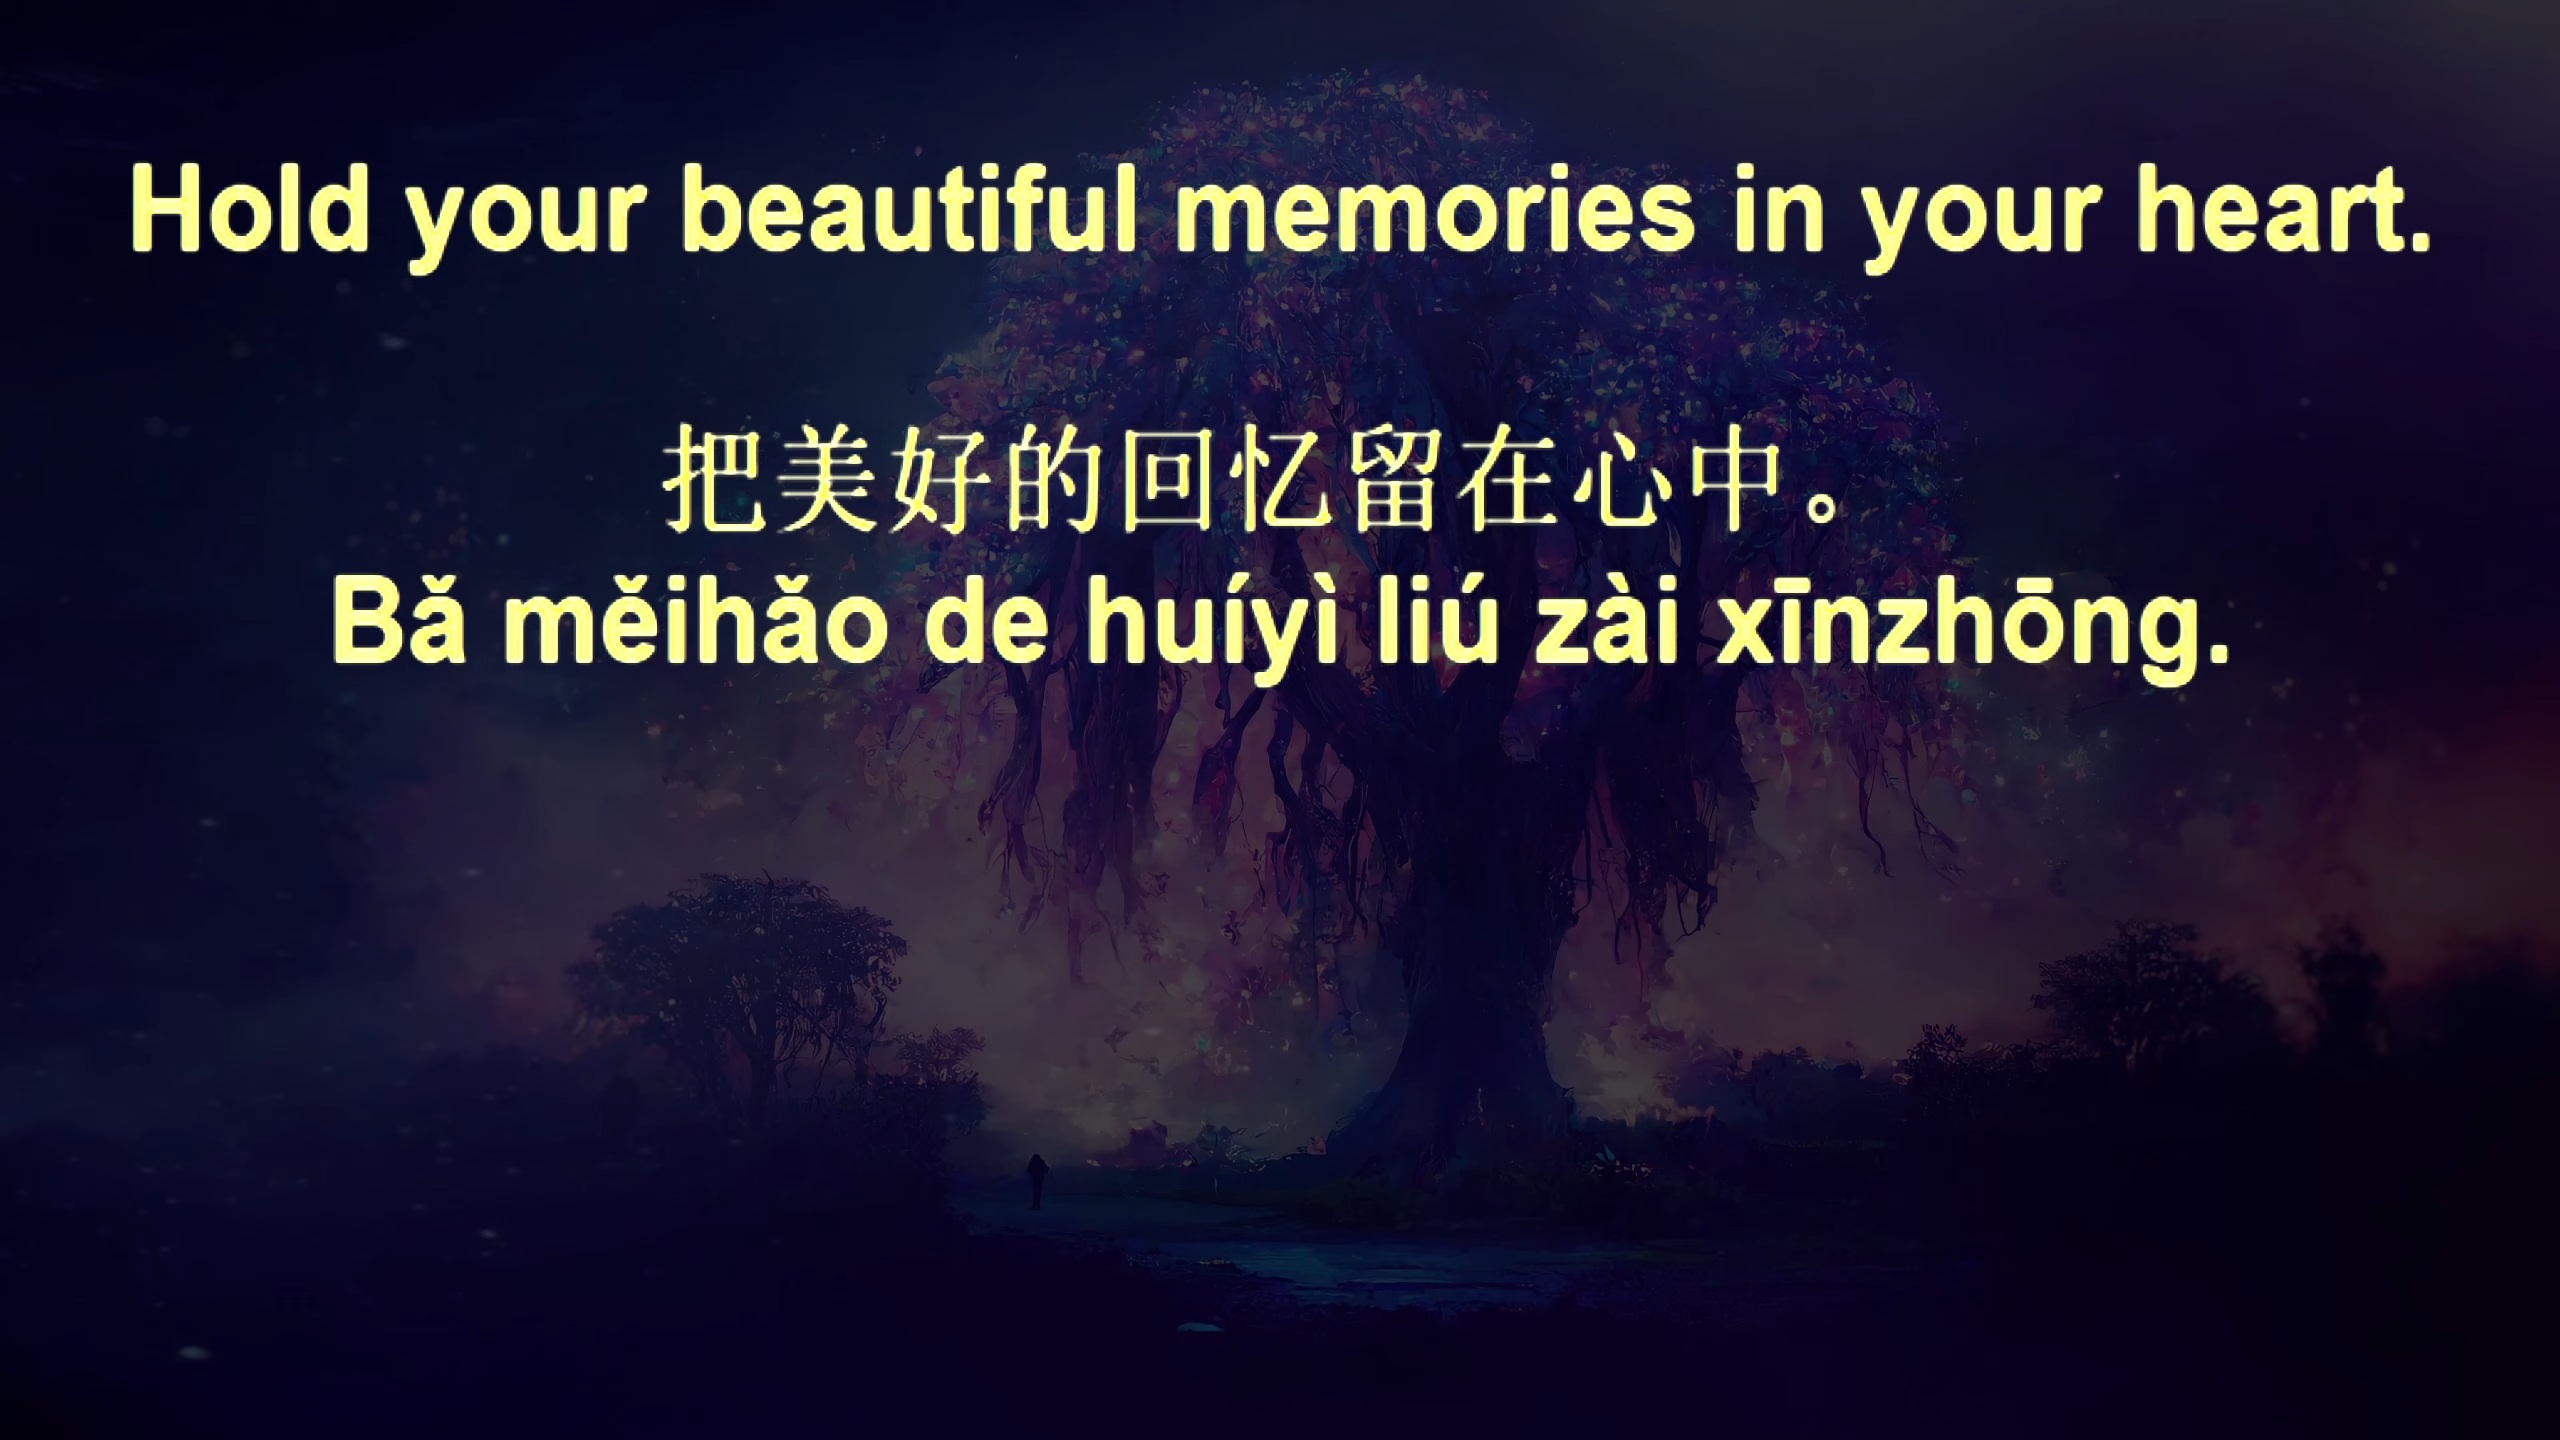 Hold your beautiful memories in your heart.
把美好的回忆留在心中。
Bǎ měihǎo de huíyì liú zài xīnzhōng.